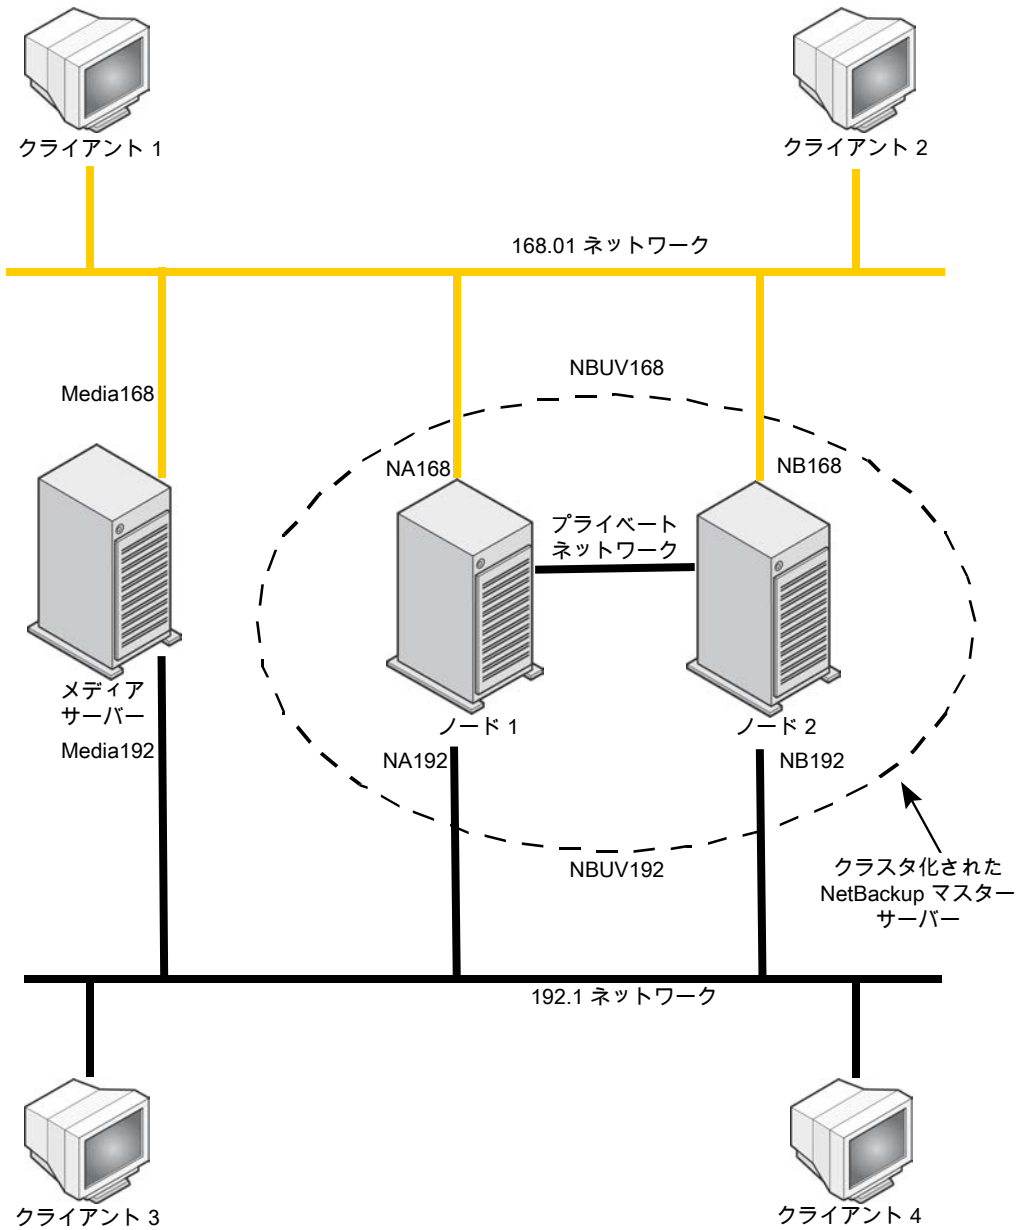 クライアント 1
クライアント 2
168.01 ネットワーク
NBUV168
Media168
NA168
NB168
プライベート
ネットワーク
メディア
サーバー
ノード 1
ノード 2
Media192
NA192
NB192
NBUV192
クラスタ化された
NetBackup マスター
サーバー
192.1 ネットワーク
クライアント 3
クライアント 4